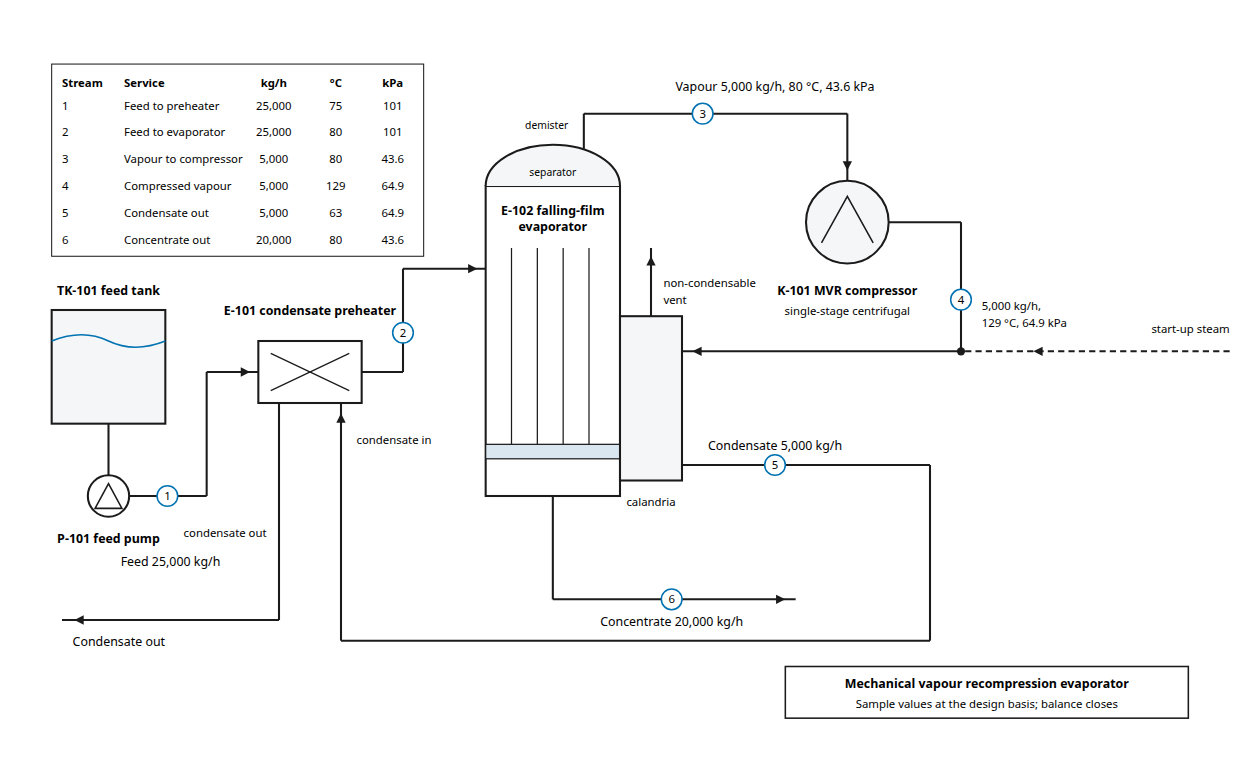 Stream Service kg/h °C kPa
1 Feed to preheater 25,000 75 101
2 Feed to evaporator 25,000 80 101
3 Vapour to compressor 5,000 80 43.6
4 Compressed vapour 5,000 129 64.9
5 Condensate out 5,000 63 64.9
6 Concentrate out 20,000 80 43.6
Vapour 5,000 kg/h, 80 °C, 43.6 kPa
3
demister
separator
E-102 falling-film
evaporator
TK-101 feed tank
E-101 condensate preheater
2
non-condensable
vent
K-101 MVR compressor
single-stage centrifugal
4
5,000 kg/h,
129 °C, 64.9 kPa
start-up steam
condensate in
Condensate 5,000 kg/h
5
calandria
1
P-101 feed pump
condensate out
Feed 25,000 kg/h
6
Concentrate 20,000 kg/h
Condensate out
Mechanical vapour recompression evaporator
Sample values at the design basis; balance closes